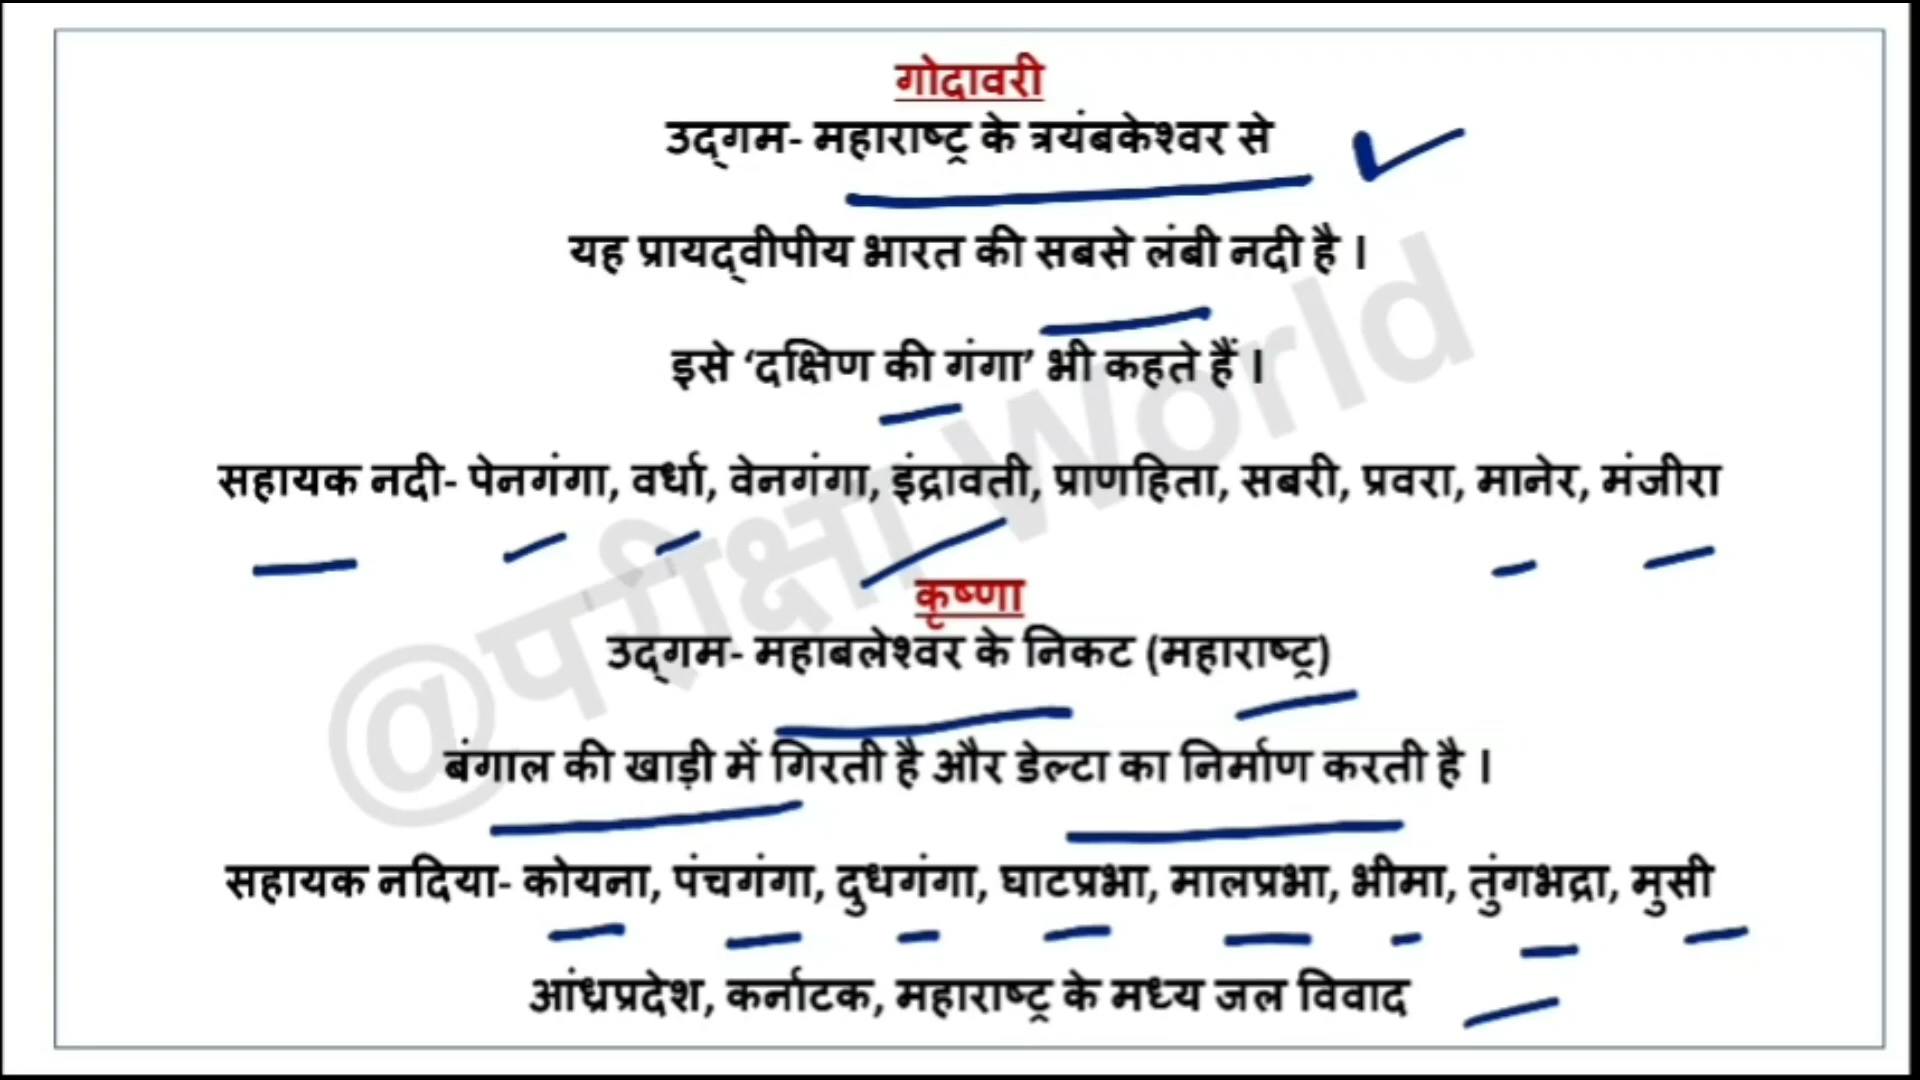 गोदावरी
उद्गम- महाराष्ट्र के त्रयंबकेश्वर से
यह प्रायद्वीपीय भारत की सबसे लंबी नदी है ।
इसे ‘दक्षिण की गंगा’ भी कहते हैं ।
सहायक नदी- पेनगंगा, वर्धा, वेनगंगा, इंद्रावती, प्राणहिता, सबरी, प्रवरा, मानेर, मंजीरा
@परीक्षा World
कृष्णा
उद्गम- महाबलेश्वर के निकट (महाराष्ट्र)
बंगाल की खाड़ी में गिरती है और डेल्टा का निर्माण करती है ।
सहायक नदिया- कोयना, पंचगंगा, दुधगंगा, घाटप्रभा, मालप्रभा, भीमा, तुंगभद्रा, मुसी
आंध्रप्रदेश, कर्नाटक, महाराष्ट्र के मध्य जल विवाद